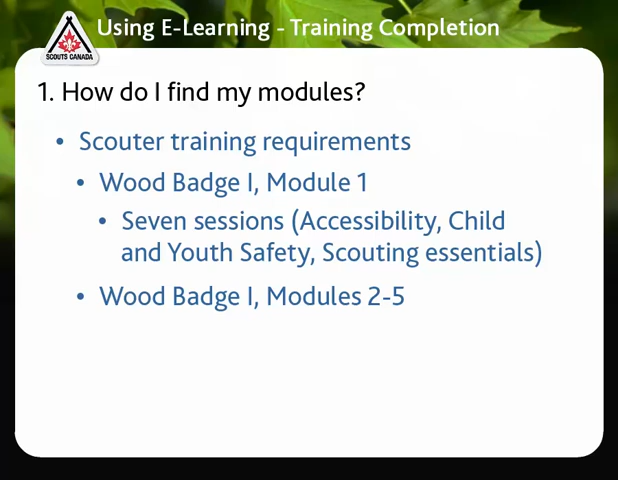 Using E-Learning - Training Completion
SCOUTS CANADA
1. How do I find my modules?
• Scouter training requirements
• Wood Badge I, Module 1
• Seven sessions (Accessibility, Child
and Youth Safety, Scouting essentials)
• Wood Badge I, Modules 2-5